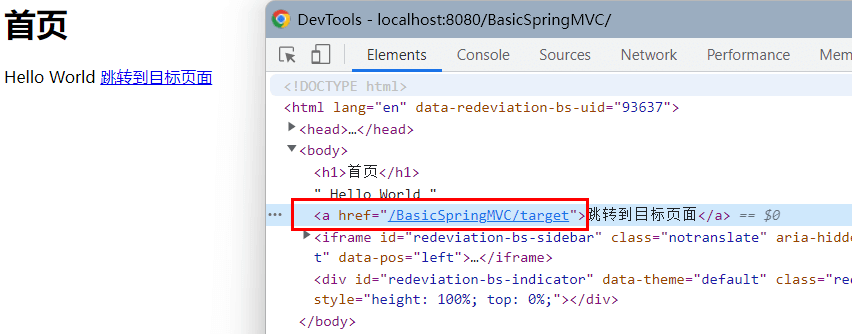 首页
Hello World 跳转到目标页面
DevTools - localhost:8080/BasicSpringMVC/
Elements Console Sources Network Performance Mem
<!DOCTYPE html>
<html lang="en" data-redeviation-bs-uid="93637">
<head>…</head>
<body>
<h1>首页</h1>
" Hello World "
<a href="/BasicSpringMVC/target">跳转到目标页面</a> == $0
<iframe id="redeviation-bs-sidebar" class="notranslate" aria-hidde
t" data-pos="left">…</iframe>
<div id="redeviation-bs-indicator" data-theme="default" class="red
style="height: 100%; top: 0%;"></div>
</body>